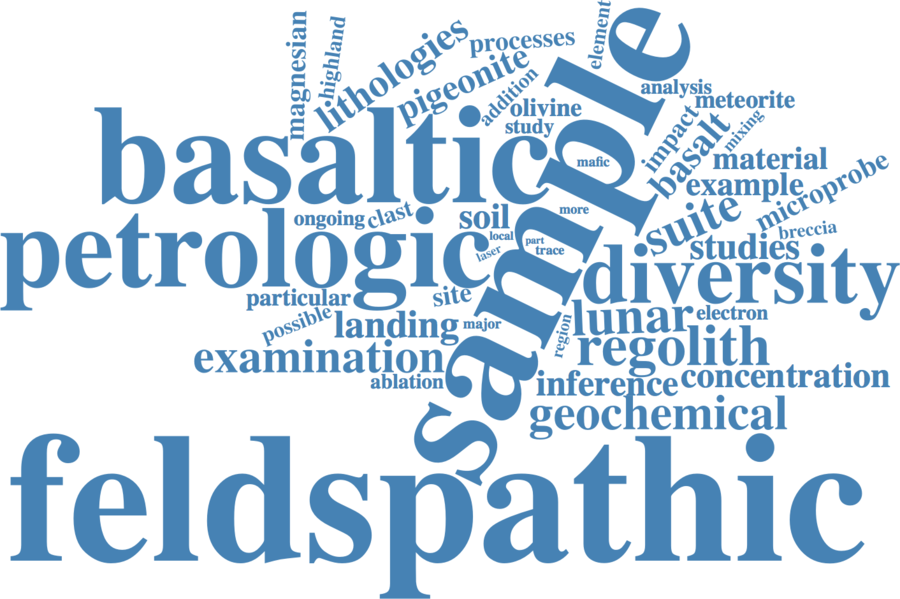 magnesian
highland
lithologies
processes
element
sample
pigeonite
addition
olivine
study
analysis
meteorite
impact
mixing
basalt
basaltic
mafic
material
example
microprobe
ongoing
clast
soil
more
suite
breccia
petrologic
local
part
laser
trace
studies
diversity
particular
site
possible
landing
major
region
lunar
electron
examination
regolith
ablation
inference
concentration
geochemical
feldspathic